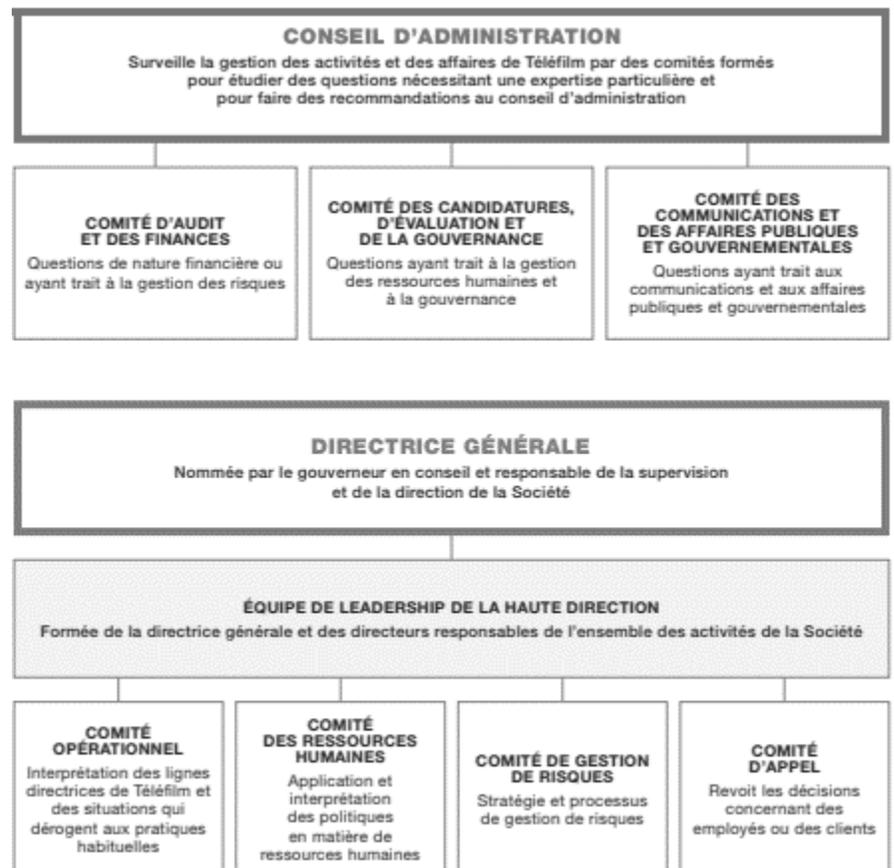 CONSEIL D'ADMINISTRATION
Surveille la gestion des activités et des affaires de Téléfilm par des comités formés
pour étudier des questions nécessitant une expertise particulière et
pour faire des recommandations au conseil d'administration
COMITÉ D'AUDIT
ET DES FINANCES
Questions de nature financière ou
ayant trait à la gestion des risques
COMITÉ DES CANDIDATURES,
D'ÉVALUATION ET
DE LA GOUVERNANCE
Questions ayant trait à la gestion
des ressources humaines et
à la gouvernance
COMITÉ DES
COMMUNICATIONS ET
DES AFFAIRES PUBLIQUES
ET GOUVERNEMENTALES
Questions ayant trait aux
communications et aux affaires
publiques et gouvernementales
DIRECTRICE GÉNÉRALE
Nommée par le gouverneur en conseil et responsable de la supervision
et de la direction de la Société
ÉQUIPE DE LEADERSHIP DE LA HAUTE DIRECTION
Formée de la directrice générale et des directeurs responsables de l'ensemble des activités de la Société
COMITÉ
OPÉRATIONNEL
Interprétation des lignes
directrices de Téléfilm et
des situations qui
dérogent aux pratiques
habituelles
COMITÉ
DES RESSOURCES
HUMAINES
Application et
interprétation
des politiques
en matière de
ressources humaines
COMITÉ DE GESTION
DE RISQUES
Stratégie et processus
de gestion de risques
COMITÉ
D'APPEL
Revoit les décisions
concernant des
employés ou des clients